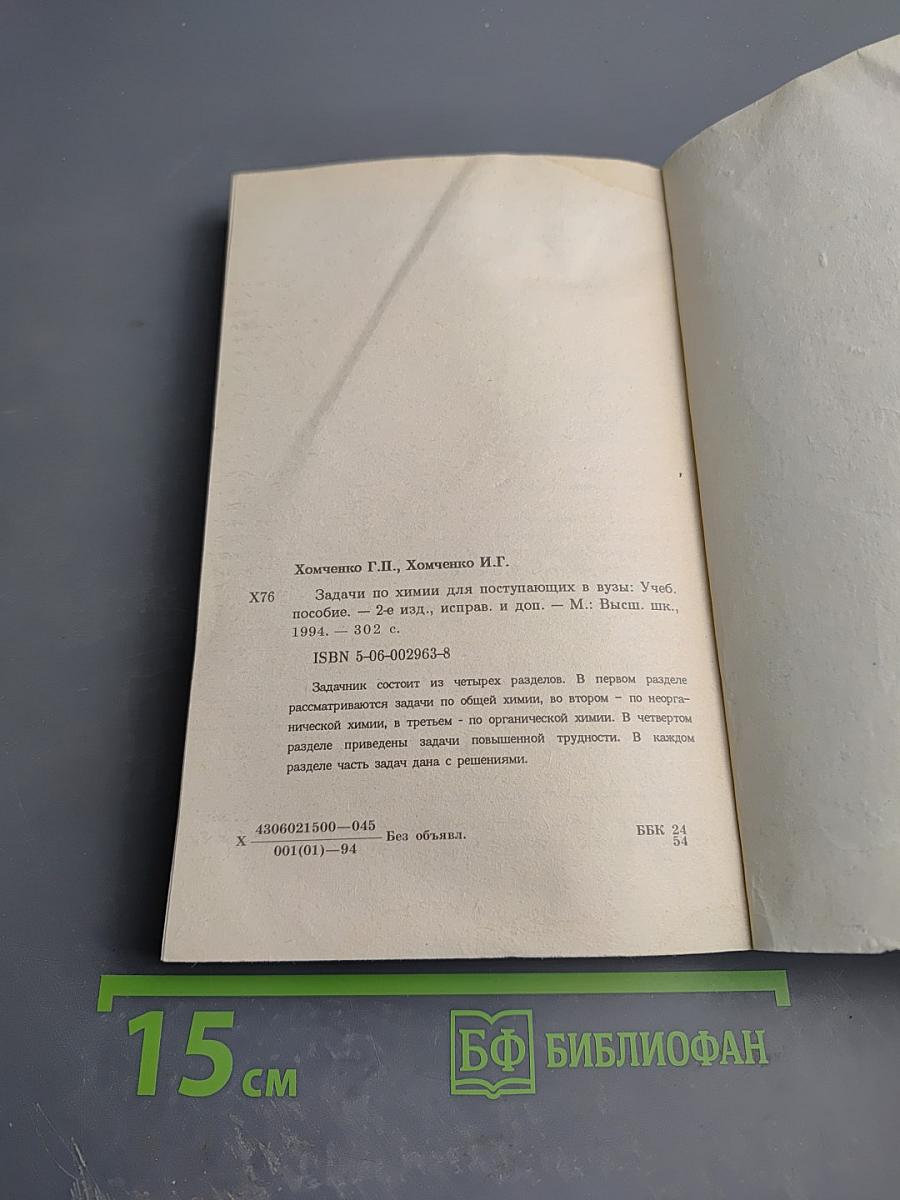 Хомченко Г.П., Хомченко И.Г.
Х76 Задачи по химии для поступающих в вузы: Учеб.
пособие. — 2-е изд., исправ. и доп. — М.: Высш. шк.,
1994. — 302 с.
ISBN 5-06-002963-8
Задачник состоит из четырех разделов. В первом разделе
рассматриваются задачи по общей химии, во втором – по неорга-
нической химии, в третьем - по органической химии. В четвертом
разделе приведены задачи повышенной трудности. В каждом
разделе часть задач дана с решениями.
Х 4306021500—045
001(01)—94
Без объявл.
ББК 24
54
15 см
БФ БИБЛИОФАН